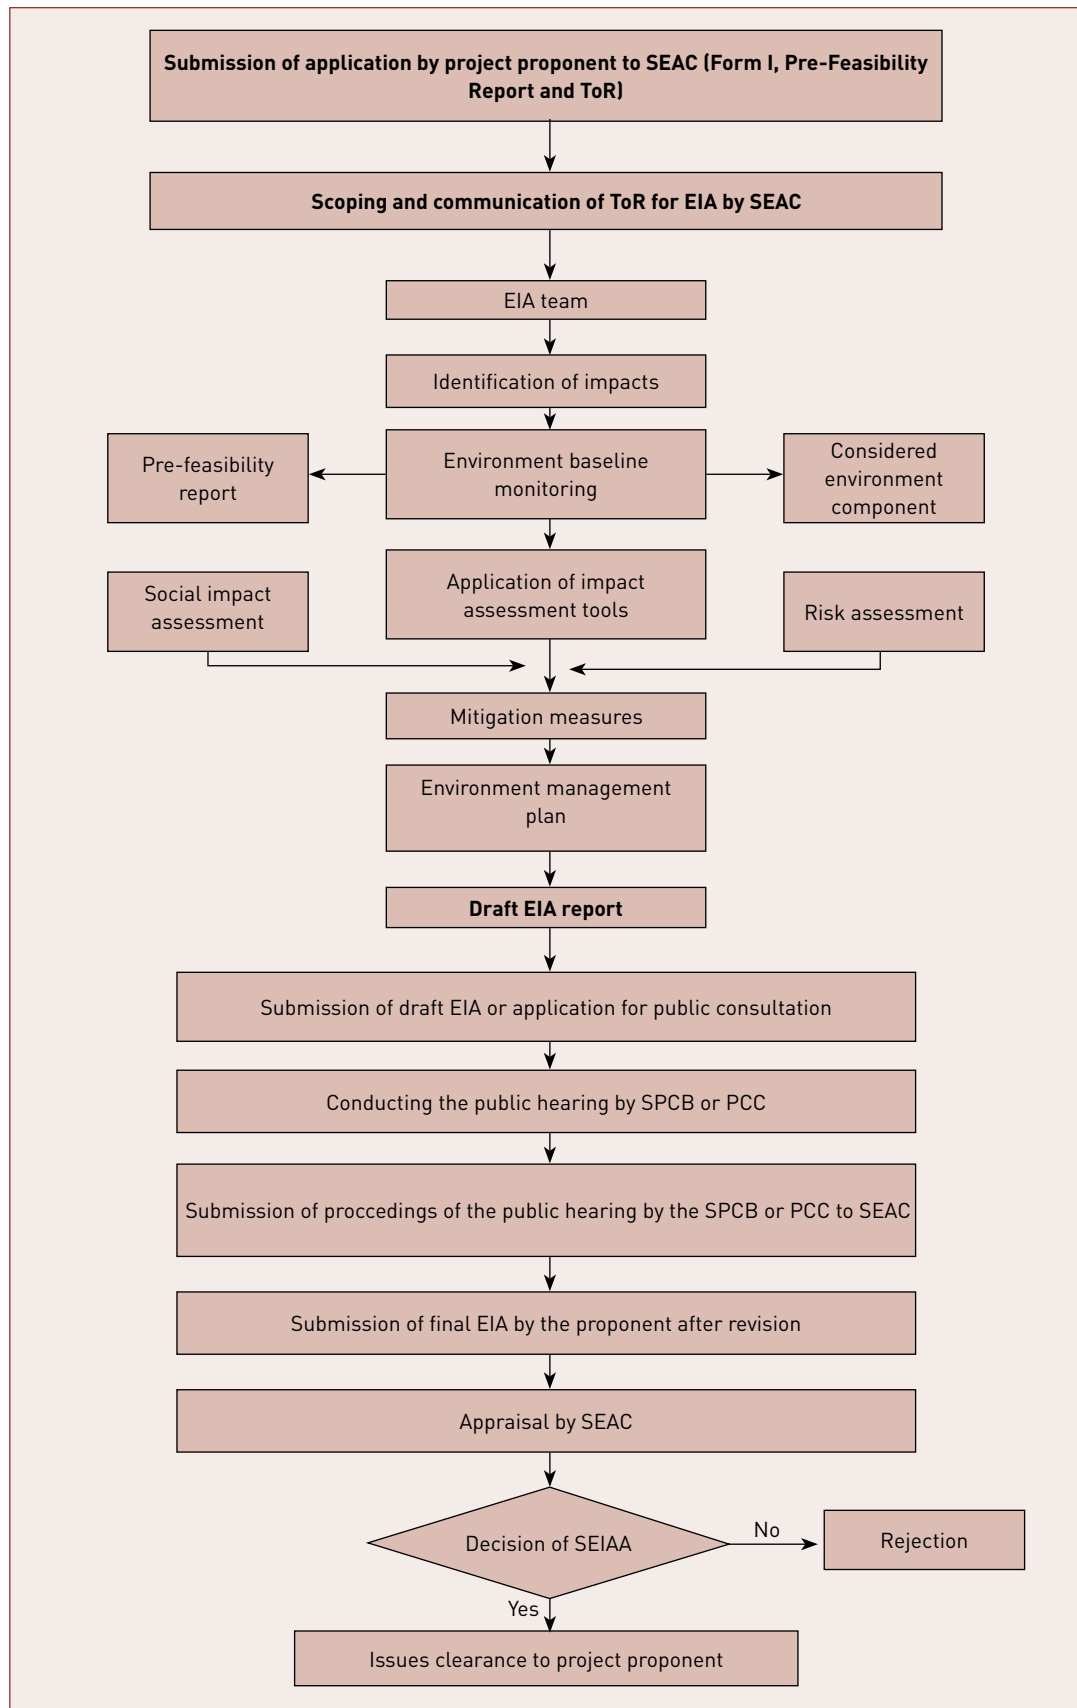 Submission of application by project proponent to SEAC (Form I, Pre-Feasibility
Report and ToR)
Scoping and communication of ToR for EIA by SEAC
EIA team
Identification of impacts
Pre-feasibility
report
Environment baseline
monitoring
Considered
environment
component
Social impact
assessment
Application of impact
assessment tools
Risk assessment
Mitigation measures
Environment management
plan
Draft EIA report
Submission of draft EIA or application for public consultation
Conducting the public hearing by SPCB or PCC
Submission of proccedings of the public hearing by the SPCB or PCC to SEAC
Submission of final EIA by the proponent after revision
Appraisal by SEAC
Decision of SEIAA
No
Rejection
Yes
Issues clearance to project proponent